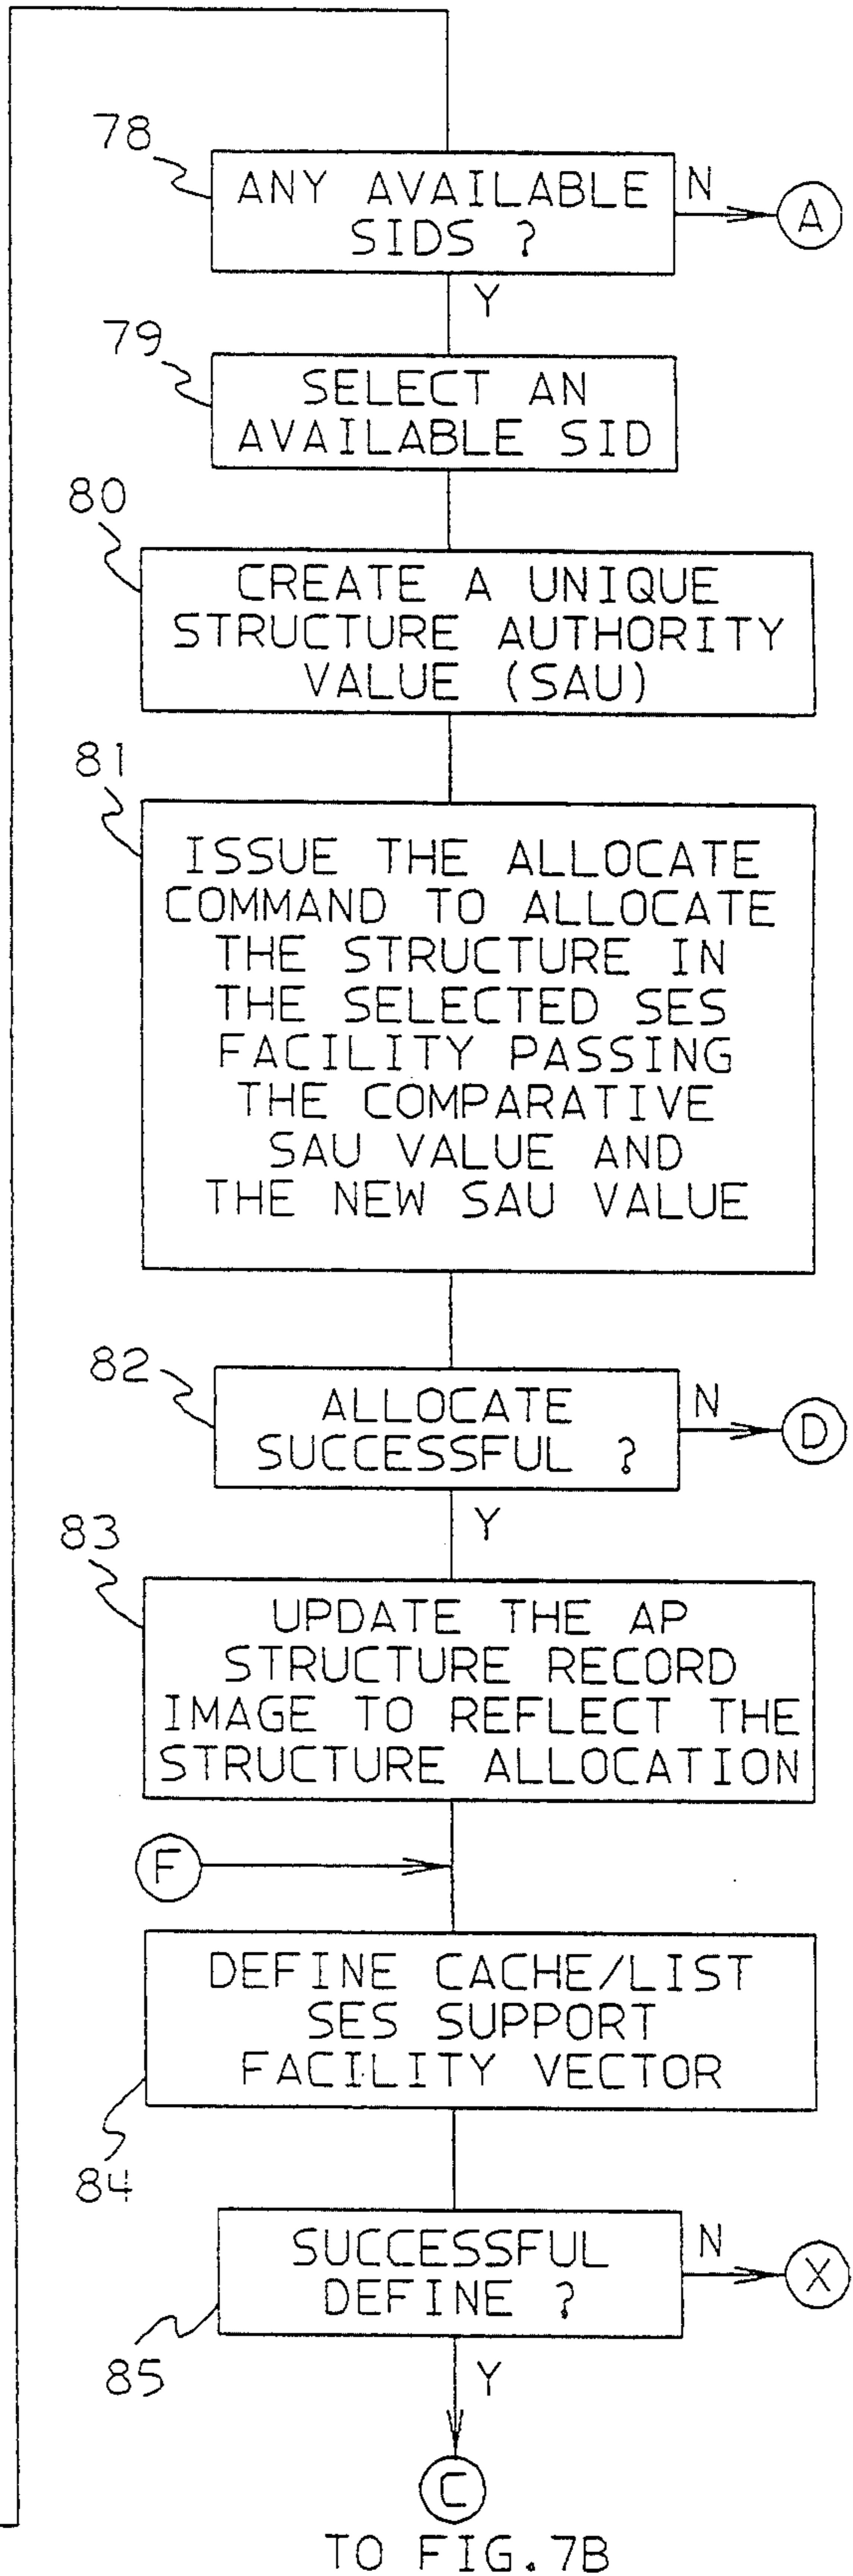 78
ANY AVAILABLE
SIDS ?
N
A
Y
79
SELECT AN
AVAILABLE SID
80
CREATE A UNIQUE
STRUCTURE AUTHORITY
VALUE (SAU)
81
ISSUE THE ALLOCATE
COMMAND TO ALLOCATE
THE STRUCTURE IN
THE SELECTED SES
FACILITY PASSING
THE COMPARATIVE
SAU VALUE AND
THE NEW SAU VALUE
82
ALLOCATE
SUCCESSFUL ?
N
D
Y
83
UPDATE THE AP
STRUCTURE RECORD
IMAGE TO REFLECT THE
STRUCTURE ALLOCATION
F
DEFINE CACHE/LIST
SES SUPPORT
FACILITY VECTOR
84
SUCCESSFUL
DEFINE ?
N
X
85
Y
C
TO FIG.7B